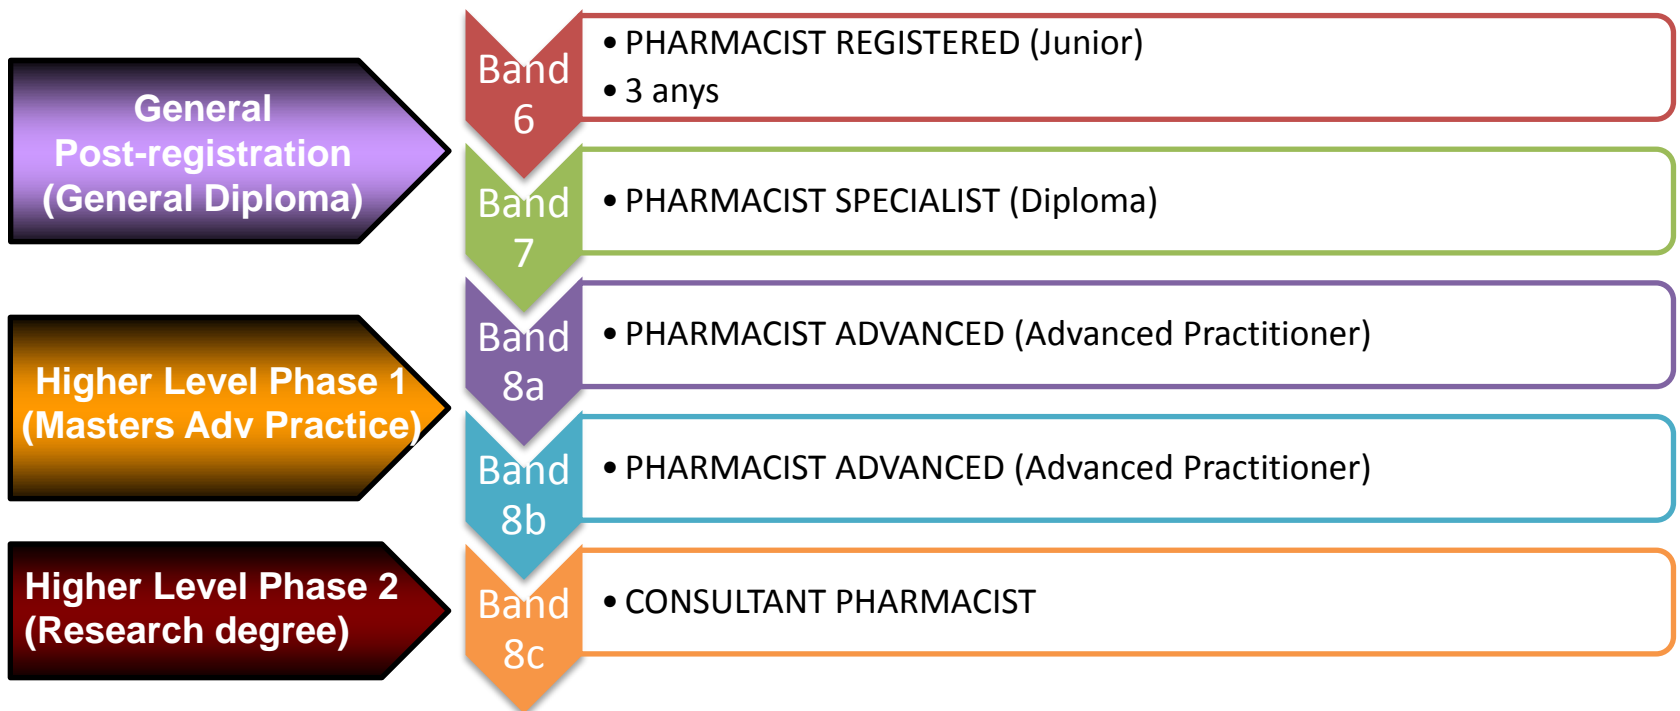 General
Post-registration
(General Diploma)
Band
6
• PHARMACIST REGISTERED (Junior)
• 3 anys
Band
7
• PHARMACIST SPECIALIST (Diploma)
Higher Level Phase 1
(Masters Adv Practice)
Band
8a
• PHARMACIST ADVANCED (Advanced Practitioner)
Band
8b
• PHARMACIST ADVANCED (Advanced Practitioner)
Higher Level Phase 2
(Research degree)
Band
8c
• CONSULTANT PHARMACIST